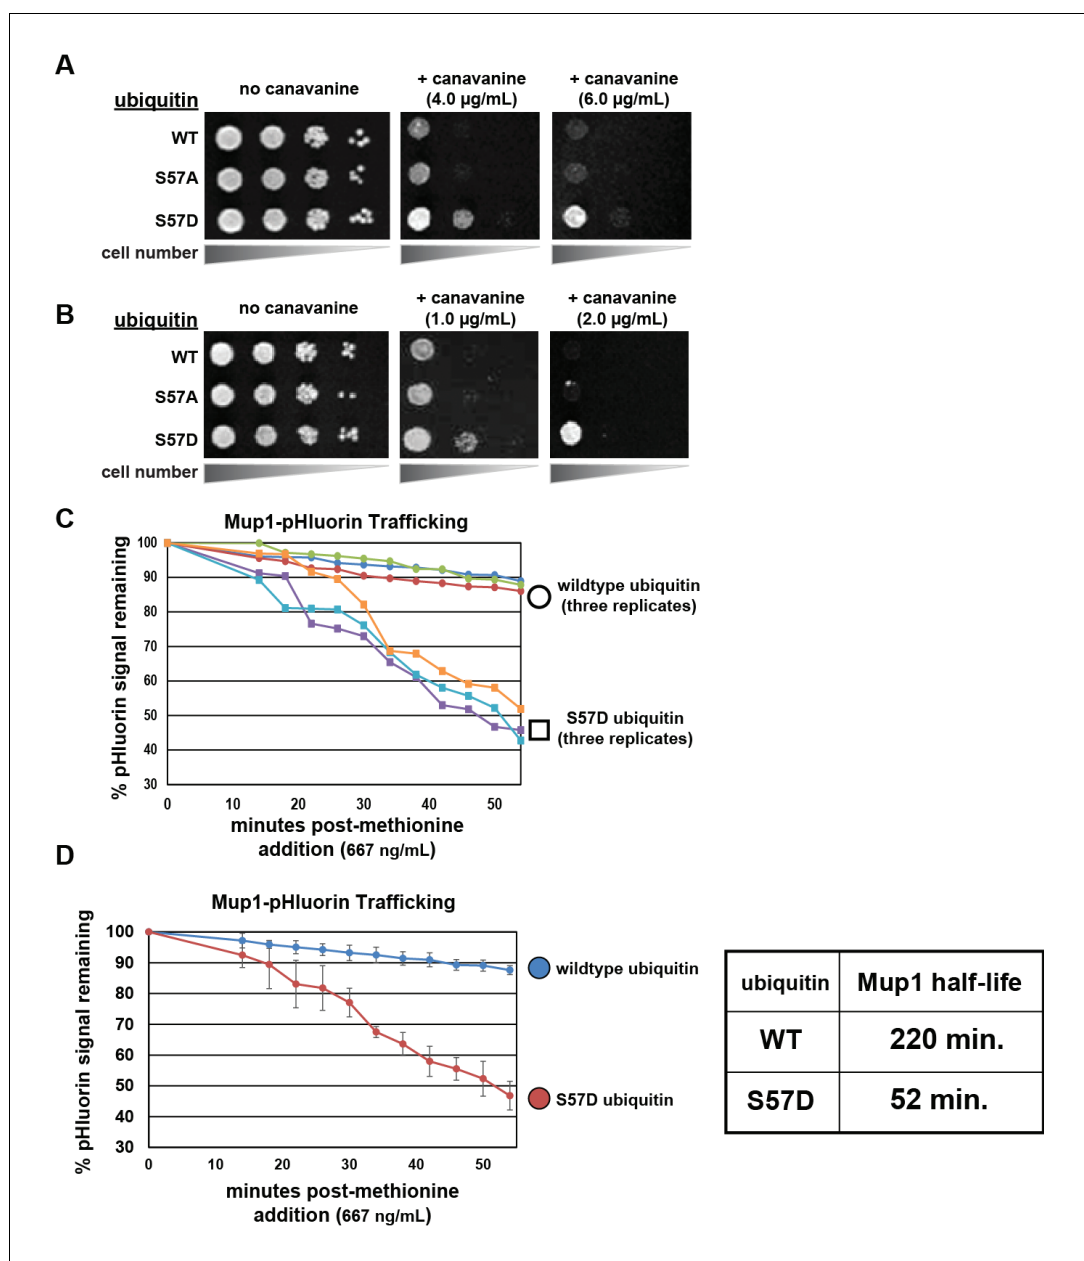 A
ubiquitin
no canavanine
+ canavanine
(4.0 µg/mL)
+ canavanine
(6.0 µg/mL)
WT
S57A
S57D
cell number
B
ubiquitin
no canavanine
+ canavanine
(1.0 µg/mL)
+ canavanine
(2.0 µg/mL)
WT
S57A
S57D
cell number
C
Mup1-pHluorin Trafficking
% pHluorin signal remaining
100
90
80
70
60
50
40
30
0 10 20 30 40 50
minutes post-methionine
addition (667 ng/mL)
wildtype ubiquitin
(three replicates)
S57D ubiquitin
(three replicates)
D
Mup1-pHluorin Trafficking
% pHluorin signal remaining
100
90
80
70
60
50
40
30
0 10 20 30 40 50
minutes post-methionine
addition (667 ng/mL)
wildtype ubiquitin
S57D ubiquitin
ubiquitin Mup1 half-life
WT 220 min.
S57D 52 min.